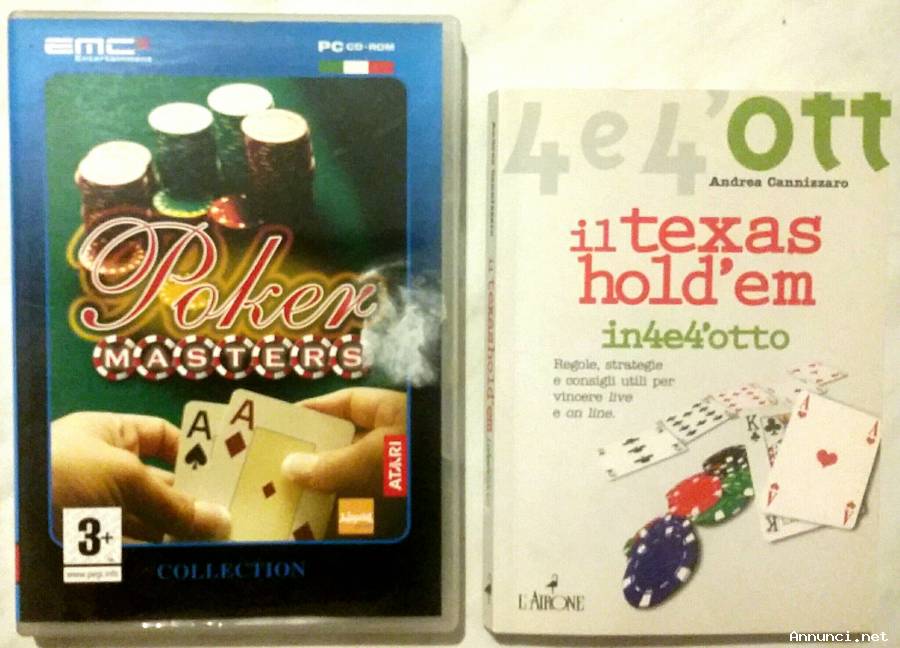 EMC²
Entertainment
PC CD-ROM
Poker
MASTERS
A
A
ATARI
3+
www.pegi.info
COLLECTION
4e4'ott
Andrea Cannizzaro
il texas
hold'em
in4e4'otto
Regole, strategie
e consigli utili per
vincere live
e on line.
K
K
A
A
L'AIRONE
Annunci.net